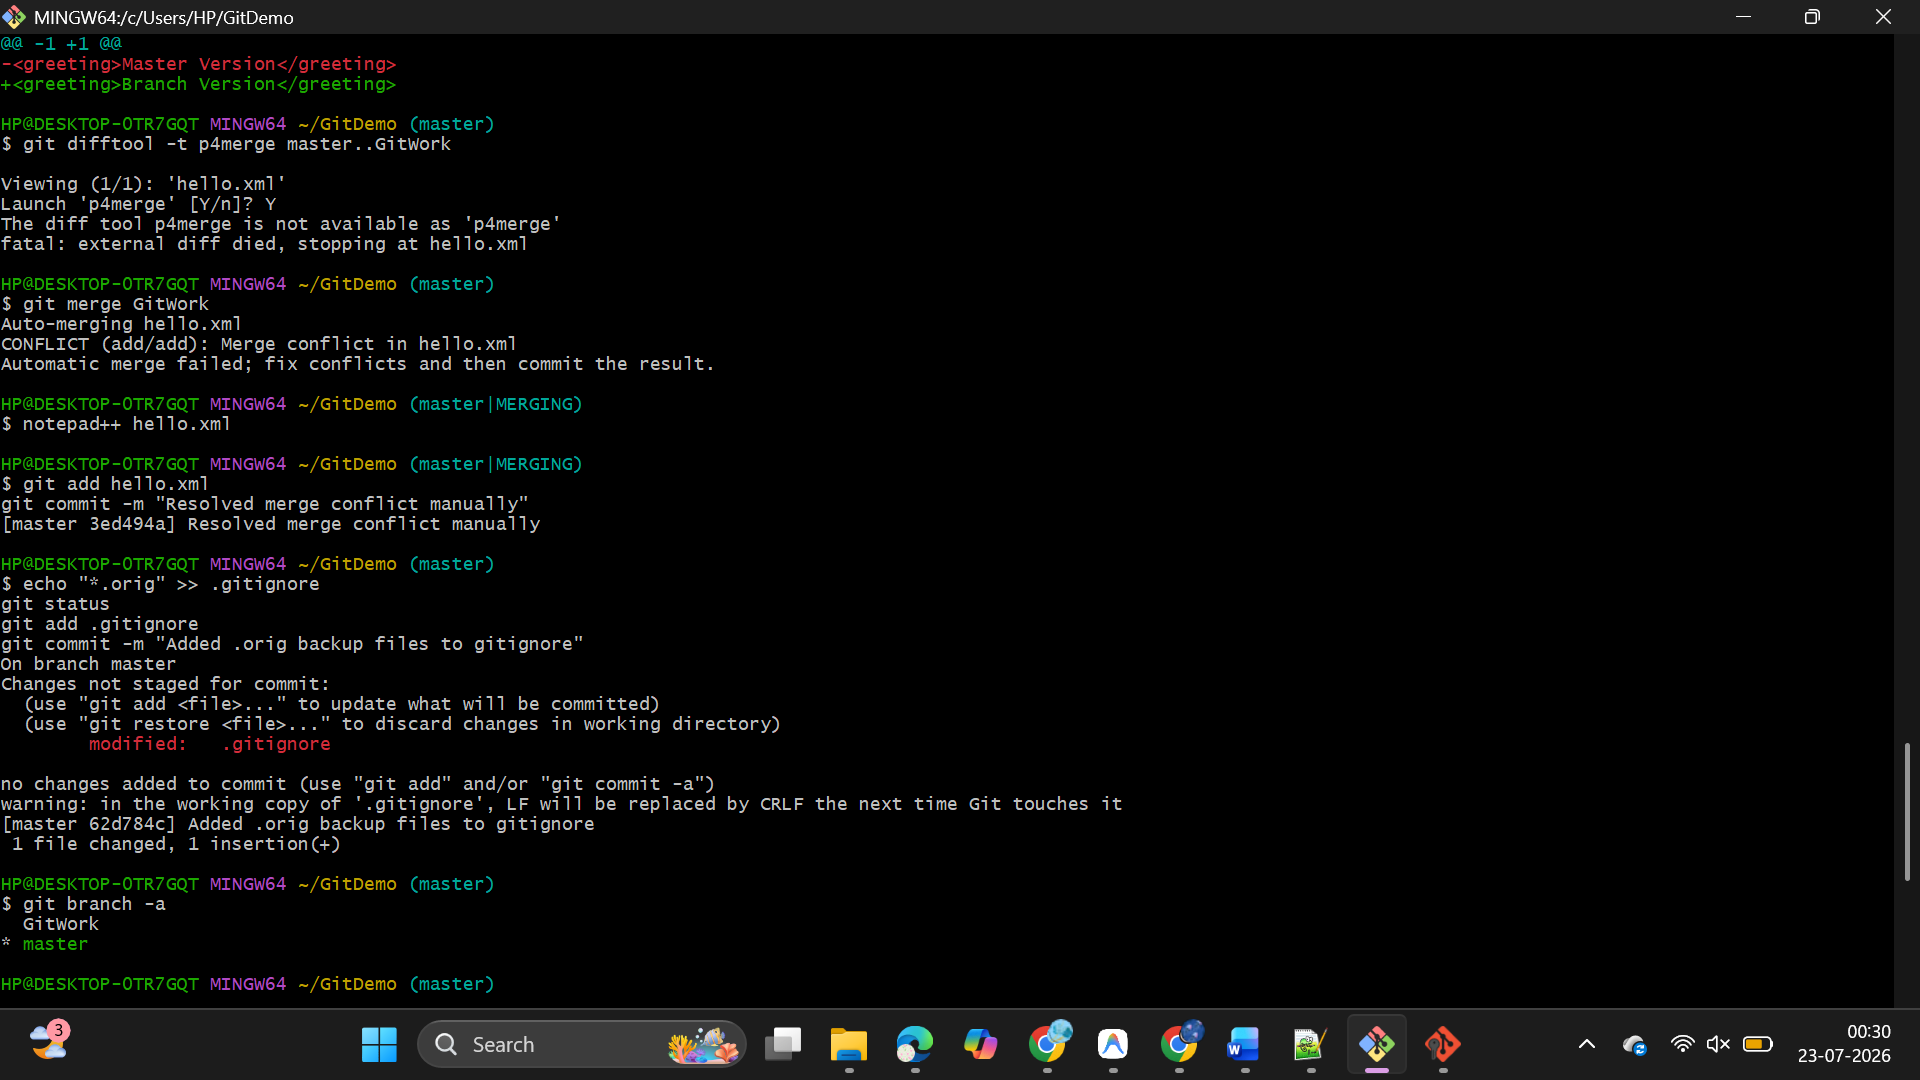 MINGW64:/c/Users/HP/GitDemo
@@ -1 +1 @@
-<greeting>Master Version</greeting>
+<greeting>Branch Version</greeting>
HP@DESKTOP-0TR7GQT MINGW64 ~/GitDemo (master)
$ git difftool -t p4merge master..GitWork
Viewing (1/1): 'hello.xml'
Launch 'p4merge' [Y/n]? Y
The diff tool p4merge is not available as 'p4merge'
fatal: external diff died, stopping at hello.xml
HP@DESKTOP-0TR7GQT MINGW64 ~/GitDemo (master)
$ git merge GitWork
Auto-merging hello.xml
CONFLICT (add/add): Merge conflict in hello.xml
Automatic merge failed; fix conflicts and then commit the result.
HP@DESKTOP-0TR7GQT MINGW64 ~/GitDemo (master|MERGING)
$ notepad++ hello.xml
HP@DESKTOP-0TR7GQT MINGW64 ~/GitDemo (master|MERGING)
$ git add hello.xml
git commit -m "Resolved merge conflict manually"
[master 3ed494a] Resolved merge conflict manually
HP@DESKTOP-0TR7GQT MINGW64 ~/GitDemo (master)
$ echo "*.orig" >> .gitignore
git status
git add .gitignore
git commit -m "Added .orig backup files to gitignore"
On branch master
Changes not staged for commit:
  (use "git add <file>..." to update what will be committed)
  (use "git restore <file>..." to discard changes in working directory)
        modified:   .gitignore
no changes added to commit (use "git add" and/or "git commit -a")
warning: in the working copy of '.gitignore', LF will be replaced by CRLF the next time Git touches it
[master 62d784c] Added .orig backup files to gitignore
 1 file changed, 1 insertion(+)
HP@DESKTOP-0TR7GQT MINGW64 ~/GitDemo (master)
$ git branch -a
  GitWork
* master
HP@DESKTOP-0TR7GQT MINGW64 ~/GitDemo (master)
3
Search
00:30
23-07-2026